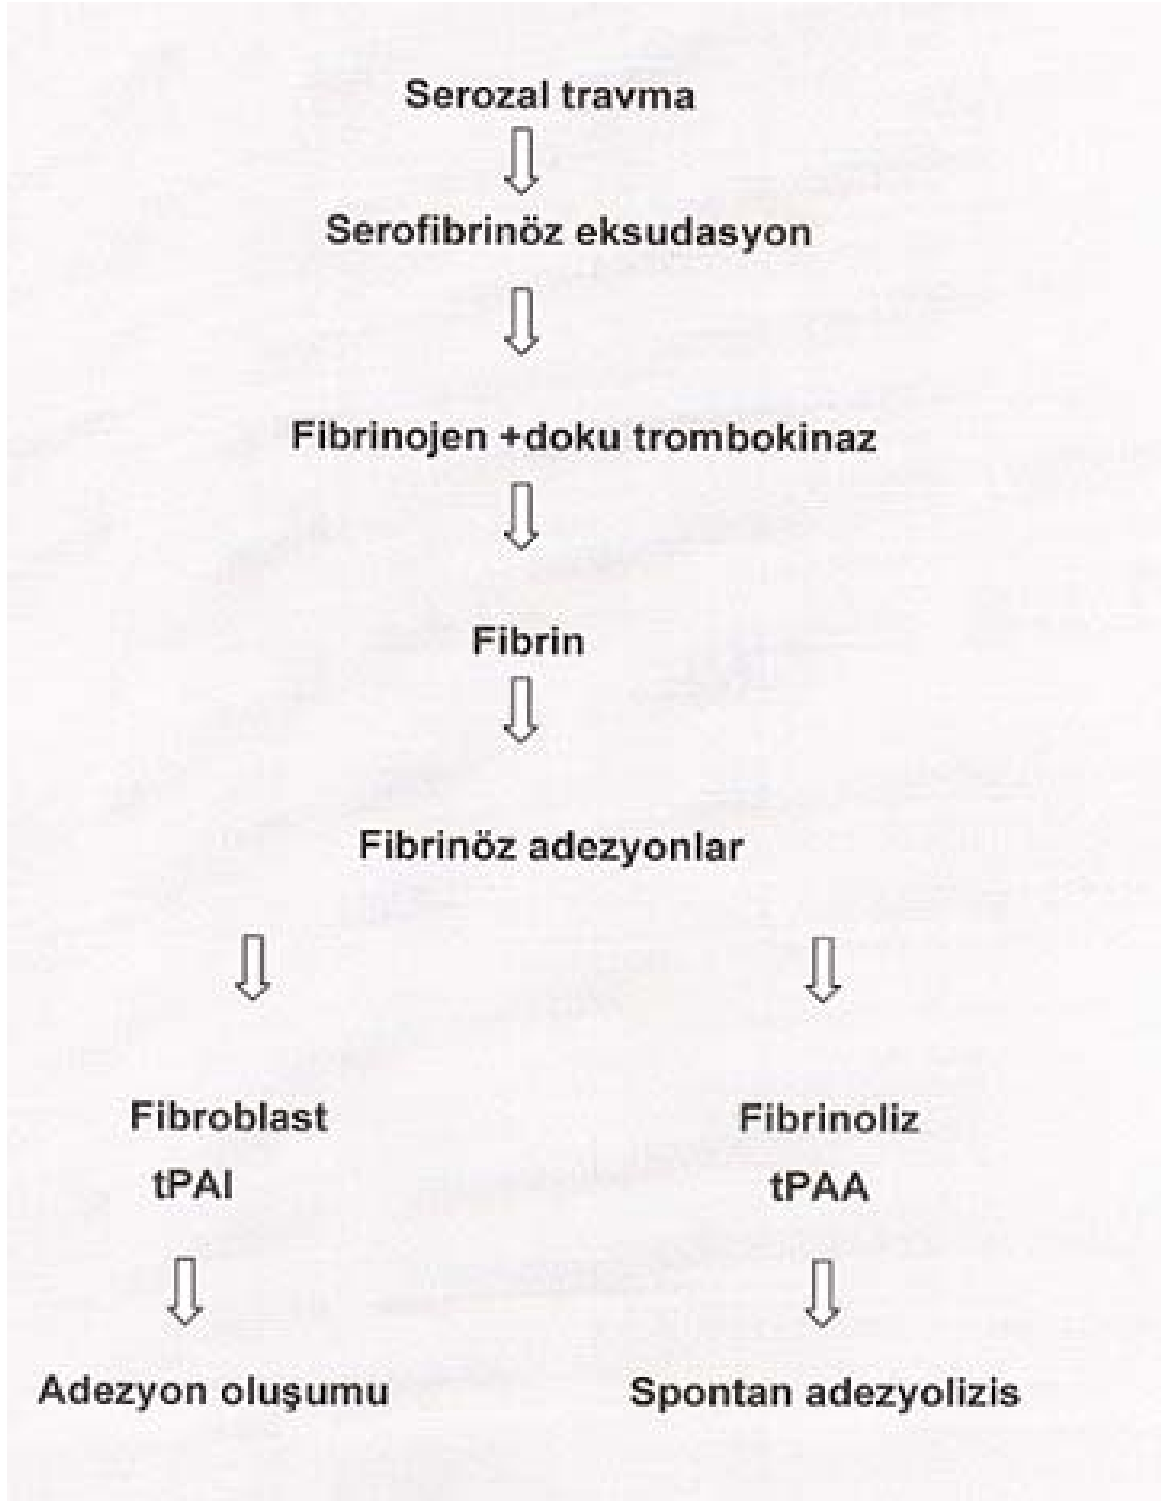 Serozal travma
Serofibrinöz eksudasyon
Fibrinojen +doku trombokinaz
Fibrin
Fibrinöz adezyonlar
Fibroblast
tPAI
Fibrinoliz
tPAA
Adezyon oluşumu
Spontan adezyolizis